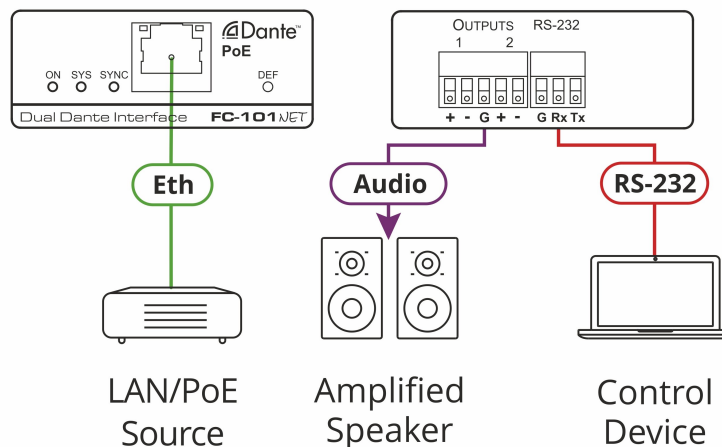 Dante™
PoE
ON SYS SYNC
DEF
Dual Dante Interface FC-101NET
OUTPUTS RS-232
1 2
+ - G + - G Rx Tx
Eth
Audio
RS-232
LAN/PoE
Source
Amplified
Speaker
Control
Device